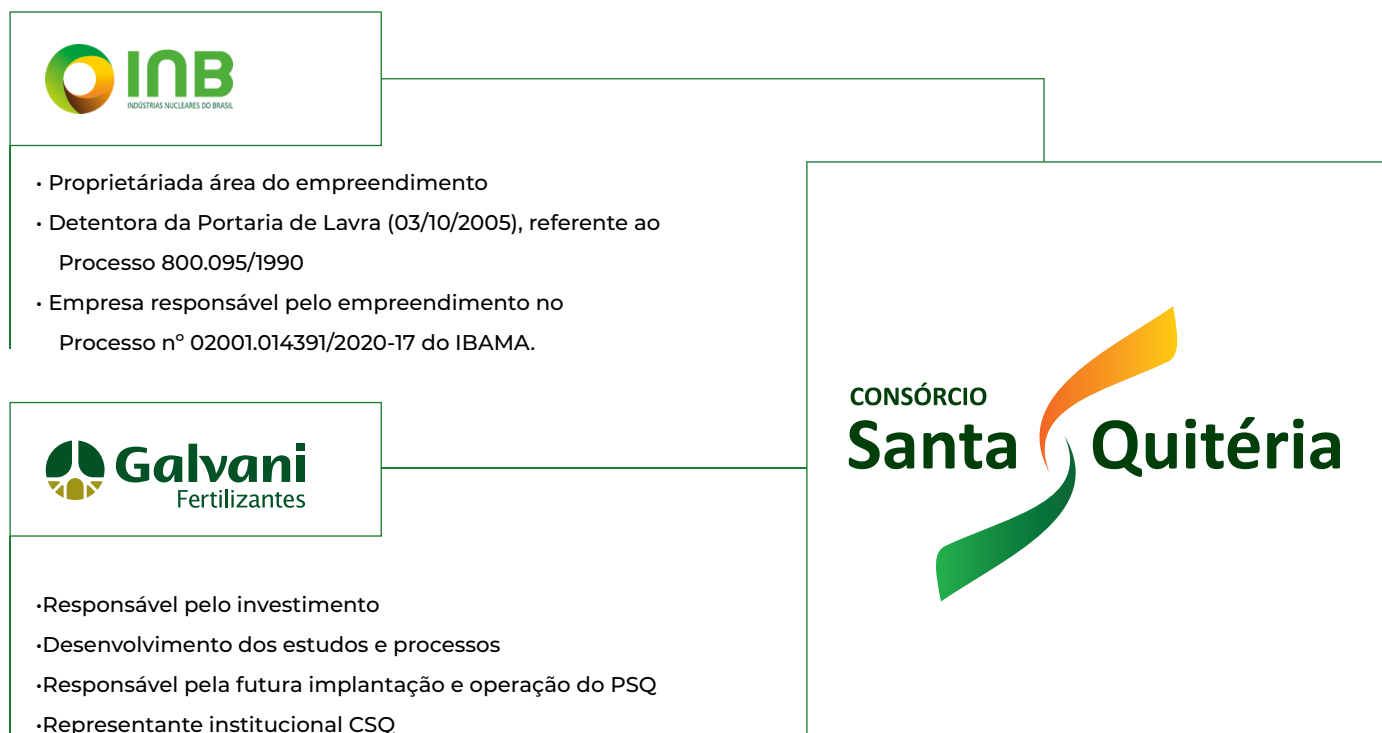 INB
INDÚSTRIAS NUCLEARES DO BRASIL
· Proprietáriada área do empreendimento
· Detentora da Portaria de Lavra (03/10/2005), referente ao
Processo 800.095/1990
· Empresa responsável pelo empreendimento no
Processo nº 02001.014391/2020-17 do IBAMA.
Galvani
Fertilizantes
·Responsável pelo investimento
·Desenvolvimento dos estudos e processos
·Responsável pela futura implantação e operação do PSQ
·Representante institucional CSQ
CONSÓRCIO
Santa Quitéria